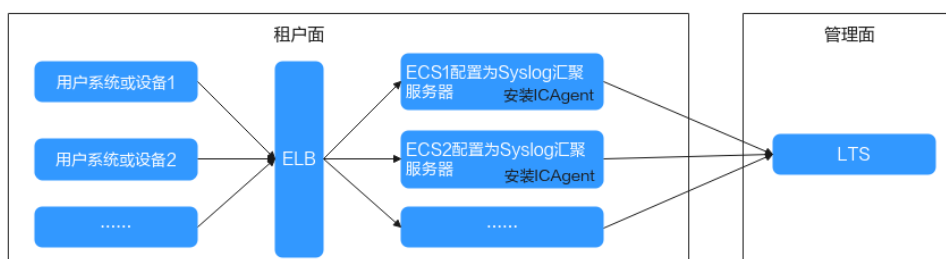 租户面
管理面
用户系统或设备1
用户系统或设备2
……
ELB
ECS1配置为Syslog汇聚
服务器
安装ICAgent
ECS2配置为Syslog汇聚
服务器
安装ICAgent
……
LTS